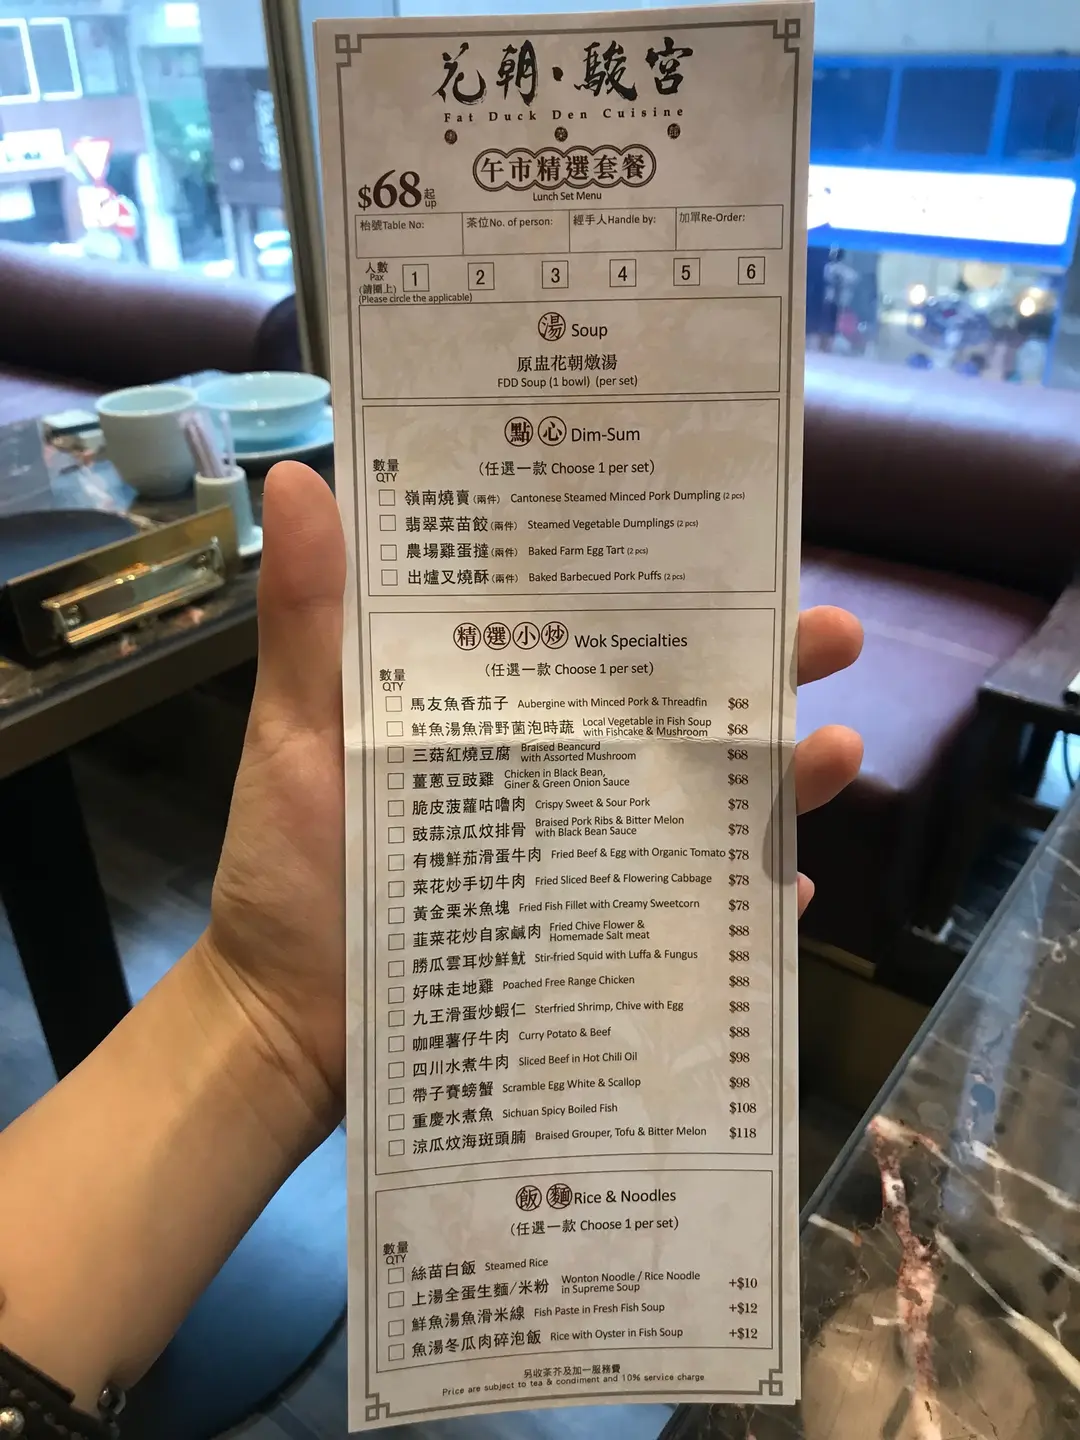 花朝·駿宮
Fat Duck Den Cuisine
午市精選套餐
Lunch Set Menu
$68起 up
枱號Table No: 茶位No. of person: 經手人Handle by: 加單Re-Order:
人數 Pax 1 2 3 4 5 6
(請圈上)
(Please circle the applicable)
湯 Soup
原盅花朝燉湯
FDD Soup (1 bowl) (per set)
點心 Dim-Sum
數量 QTY
(任選一款 Choose 1 per set)
嶺南燒賣(兩件) Cantonese Steamed Minced Pork Dumpling (2 pcs)
翡翠菜苗餃(兩件) Steamed Vegetable Dumplings (2 pcs)
農場雞蛋撻(兩件) Baked Farm Egg Tart (2 pcs)
出爐叉燒酥(兩件) Baked Barbecued Pork Puffs (2 pcs)
精選小炒 Wok Specialties
(任選一款 Choose 1 per set)
數量 QTY
馬友魚香茄子 Aubergine with Minced Pork & Threadfin $68
鮮魚湯魚滑野菌泡時蔬 Local Vegetable in Fish Soup with Fishcake & Mushroom $68
三菇紅燒豆腐 Braised Beancurd with Assorted Mushroom $68
薑蔥豆豉雞 Chicken in Black Bean, Giner & Green Onion Sauce $68
脆皮菠蘿咕嚕肉 Crispy Sweet & Sour Pork $78
豉蒜涼瓜炆排骨 Braised Pork Ribs & Bitter Melon with Black Bean Sauce $78
有機鮮茄滑蛋牛肉 Fried Beef & Egg with Organic Tomato $78
菜花炒手切牛肉 Fried Sliced Beef & Flowering Cabbage $78
黃金粟米魚塊 Fried Fish Fillet with Creamy Sweetcorn $78
韮菜花炒自家鹹肉 Fried Chive Flower & Homemade Salt meat $88
勝瓜雲耳炒鮮魷 Stir-fried Squid with Luffa & Fungus $88
好味走地雞 Poached Free Range Chicken $88
九王滑蛋炒蝦仁 Sterfried Shrimp, Chive with Egg $88
咖哩薯仔牛肉 Curry Potato & Beef $88
四川水煮牛肉 Sliced Beef in Hot Chili Oil $98
帶子賽螃蟹 Scramble Egg White & Scallop $98
重慶水煮魚 Sichuan Spicy Boiled Fish $108
涼瓜炆海斑頭腩 Braised Grouper, Tofu & Bitter Melon $118
飯麵 Rice & Noodles
(任選一款 Choose 1 per set)
數量 QTY
絲苗白飯 Steamed Rice
上湯全蛋生麵/米粉 Wonton Noodle / Rice Noodle in Supreme Soup +$10
鮮魚湯魚滑米線 Fish Paste in Fresh Fish Soup +$12
魚湯冬瓜肉碎泡飯 Rice with Oyster in Fish Soup +$12
另收茶芥及加一服務費
Price are subject to tea & condiment and 10% service charge